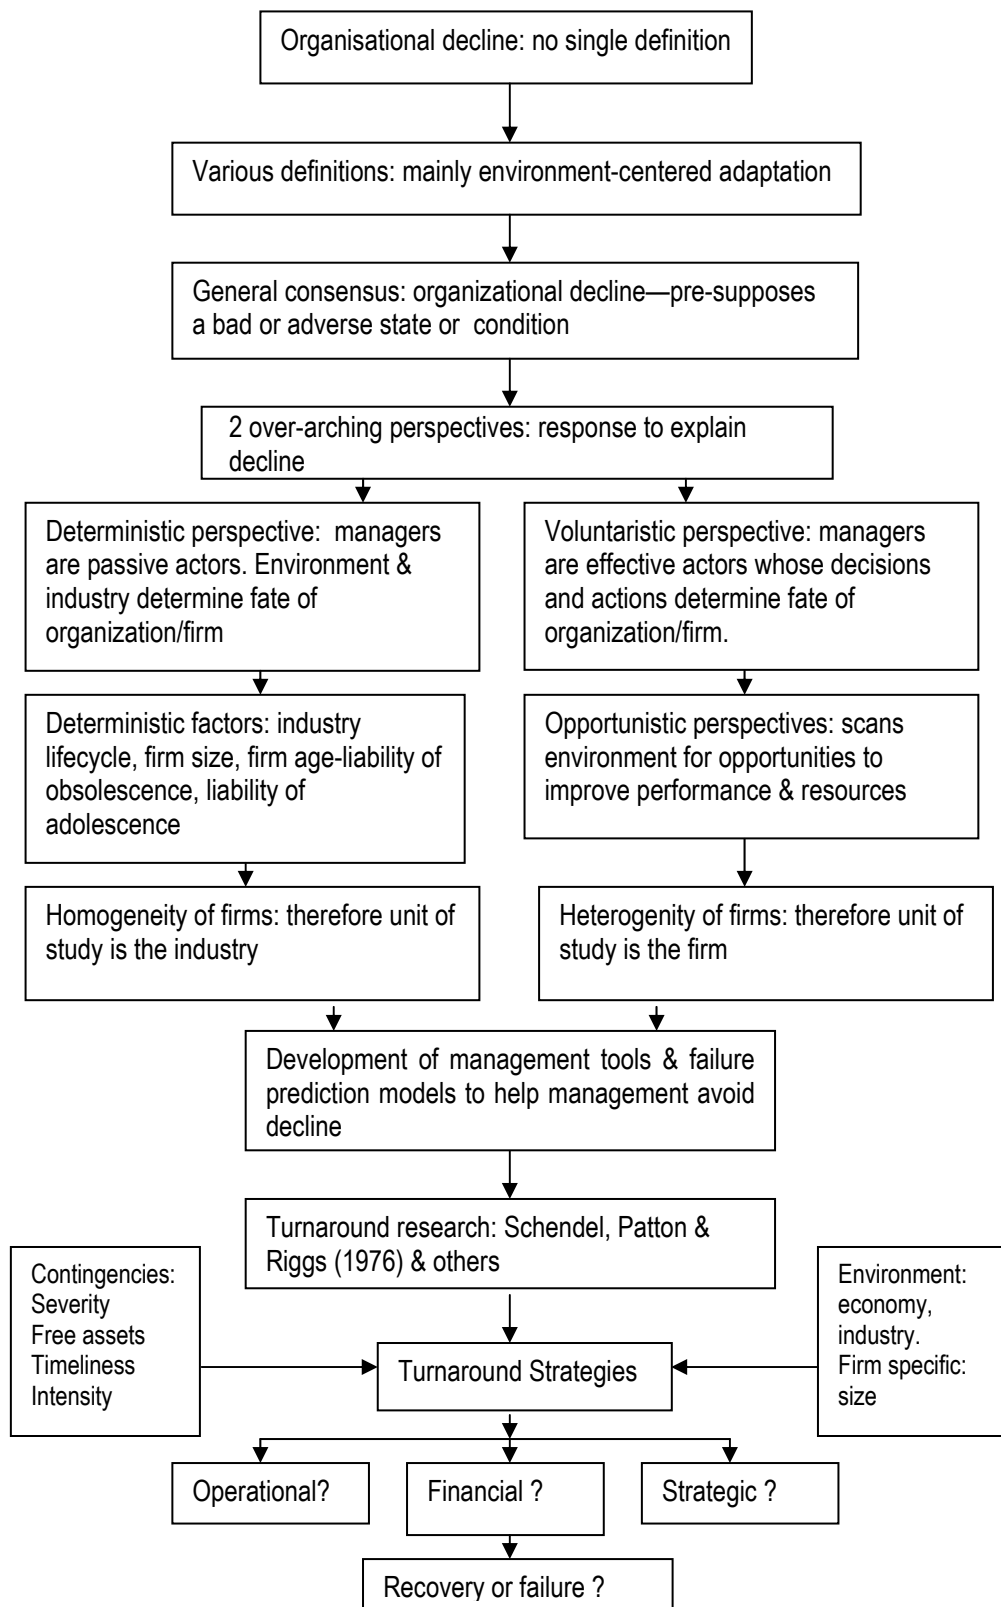 Organisational decline: no single definition
Various definitions: mainly environment-centered adaptation
General consensus: organizational decline—pre-supposes
a bad or adverse state or condition
2 over-arching perspectives: response to explain
decline
Deterministic perspective: managers
are passive actors. Environment &
industry determine fate of
organization/firm
Voluntaristic perspective: managers
are effective actors whose decisions
and actions determine fate of
organization/firm.
Deterministic factors: industry
lifecycle, firm size, firm age-liability of
obsolescence, liability of
adolescence
Opportunistic perspectives: scans
environment for opportunities to
improve performance & resources
Homogeneity of firms: therefore unit of
study is the industry
Heterogenity of firms: therefore unit of
study is the firm
Development of management tools & failure
prediction models to help management avoid
decline
Turnaround research: Schendel, Patton &
Riggs (1976) & others
Contingencies:
Severity
Free assets
Timeliness
Intensity
Turnaround Strategies
Environment:
economy,
industry.
Firm specific:
size
Operational?
Financial ?
Strategic ?
Recovery or failure ?